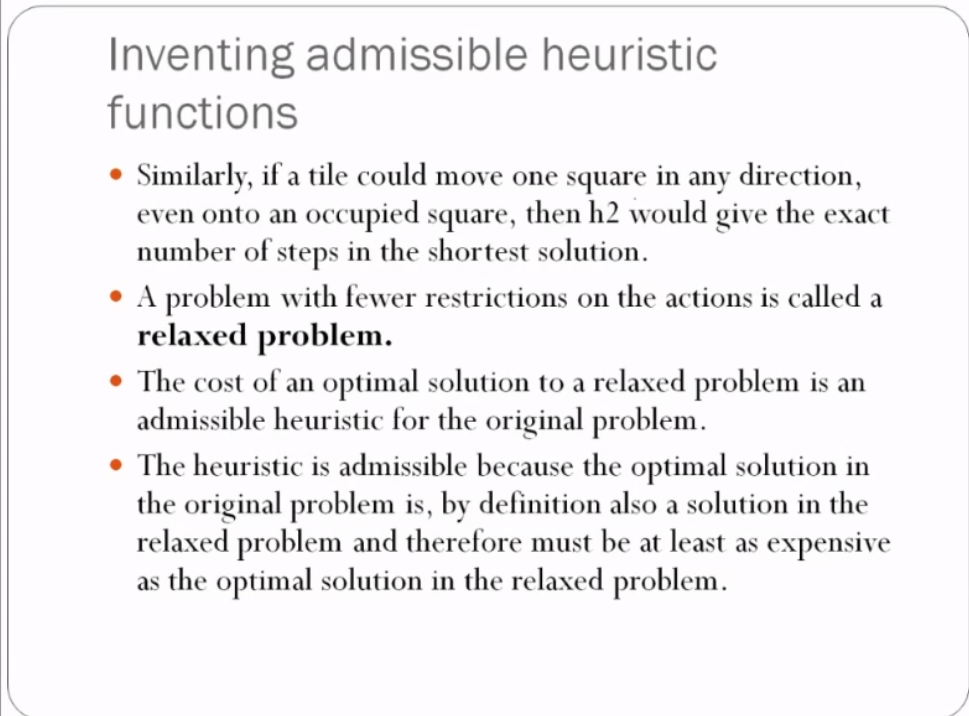 Inventing admissible heuristic
functions
• Similarly, if a tile could move one square in any direction,
even onto an occupied square, then h2 would give the exact
number of steps in the shortest solution.
• A problem with fewer restrictions on the actions is called a
relaxed problem.
• The cost of an optimal solution to a relaxed problem is an
admissible heuristic for the original problem.
• The heuristic is admissible because the optimal solution in
the original problem is, by definition also a solution in the
relaxed problem and therefore must be at least as expensive
as the optimal solution in the relaxed problem.